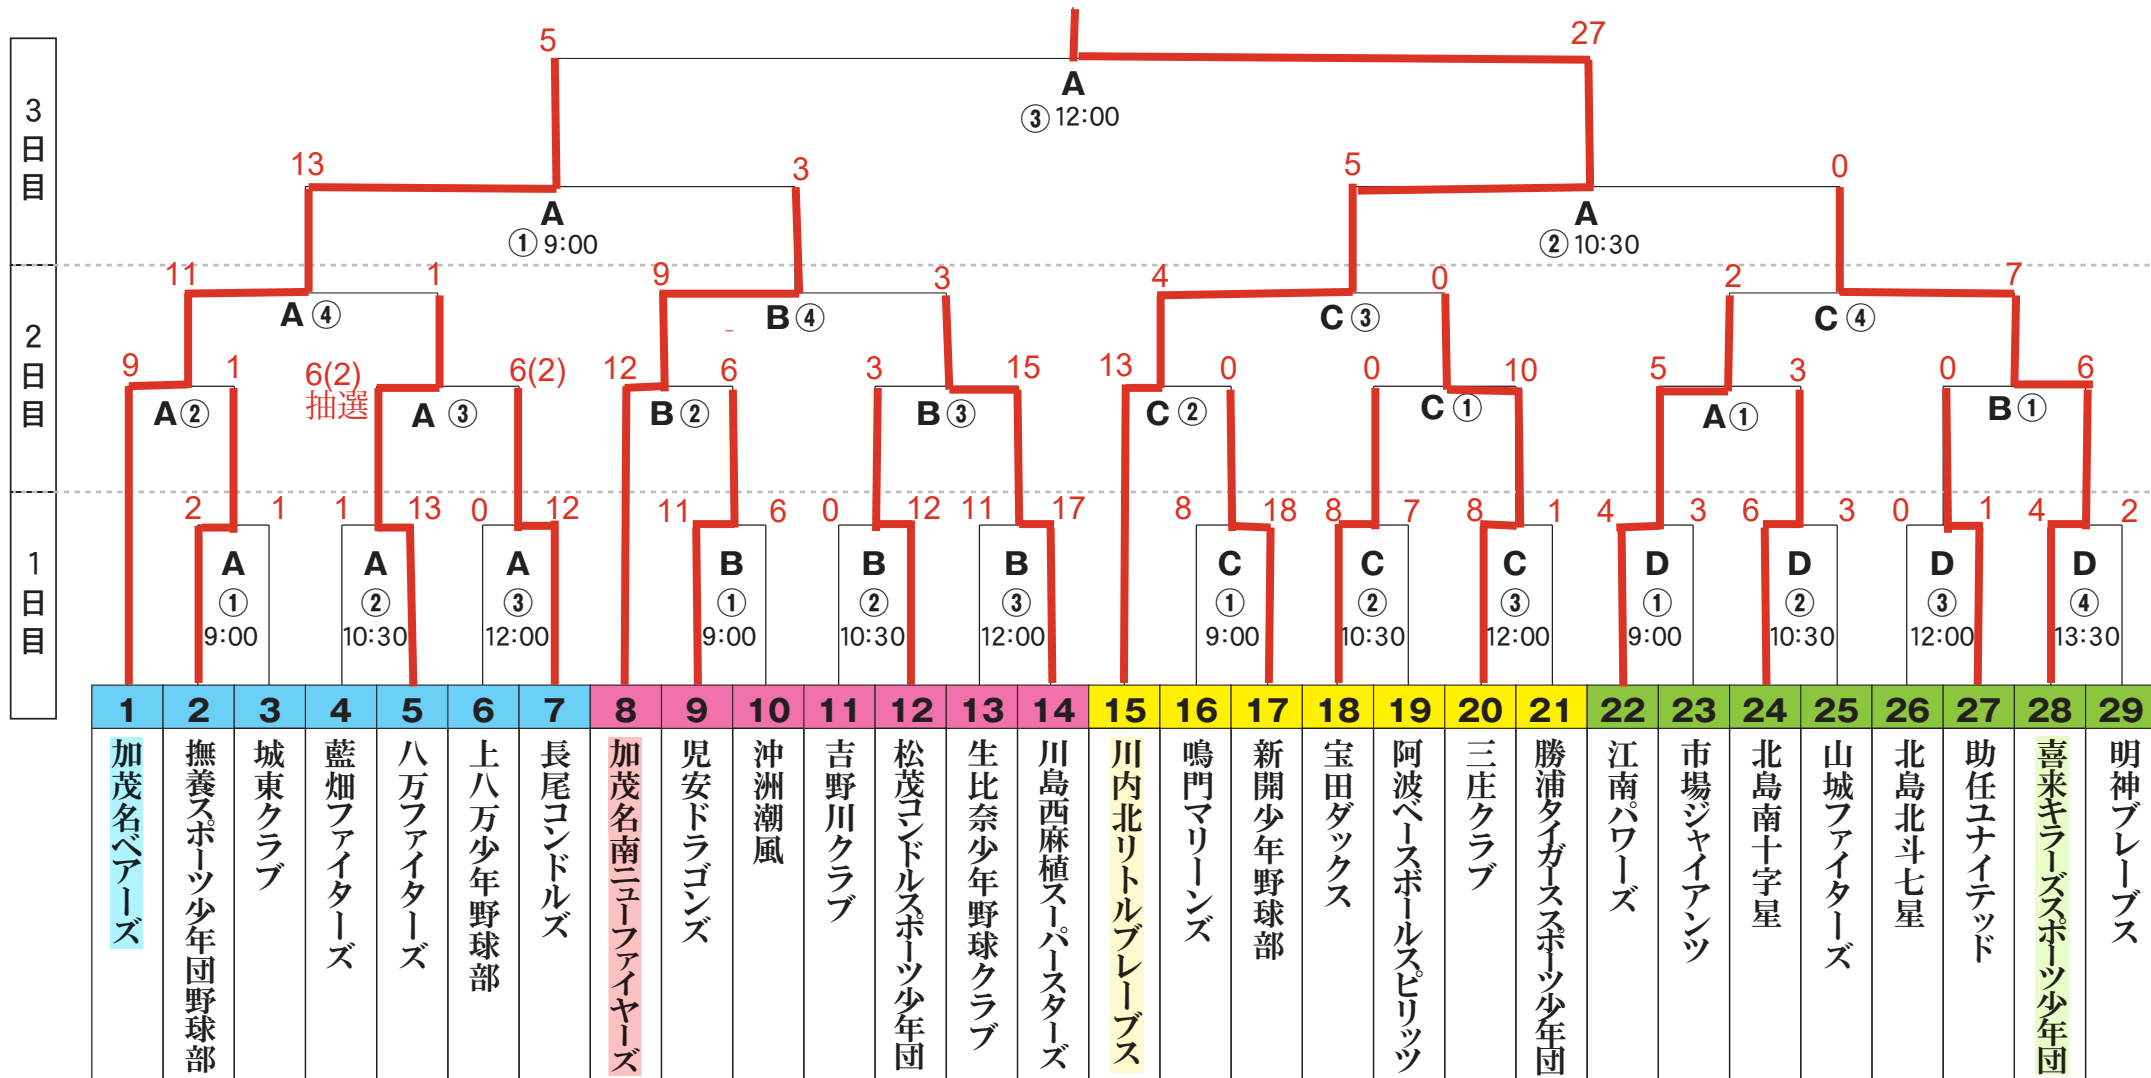 5 27
A
③ 12:00
3日目
13 3 5 0
A A
① 9:00 ② 10:30
11 1 9 3 4 0 2 7
A④ B④ C③ C④
2日目
9 1 6(2) 6(2) 12 6 3 15 13 0 0 10 5 3 0 6
抽選
A② A③ B② B③ C② C① A① B①
2 1 1 13 0 12 11 6 0 12 11 17 8 18 8 7 8 1 4 3 6 3 0 1 4 2
1日目
A A A B B B C C C D D D D
① ② ③ ① ② ③ ① ② ③ ① ② ③ ④
9:00 10:30 12:00 9:00 10:30 12:00 9:00 10:30 12:00 9:00 10:30 12:00 13:30
1 2 3 4 5 6 7 8 9 10 11 12 13 14 15 16 17 18 19 20 21 22 23 24 25 26 27 28 29
加茂名ベアーズ
撫養スポーツ少年団野球部
城東クラブ
藍畑ファイターズ
八万ファイターズ
上八万少年野球部
長尾コンドルズ
加茂名南ニューファイヤーズ
児安ドラゴンズ
沖洲潮風
吉野川クラブ
松茂コンドルスポーツ少年団
生比奈少年野球クラブ
川島西麻植スーパースターズ
川内北リトルブレーブス
鳴門マリーンズ
新開少年野球部
宝田ダックス
阿波ベースボールスピリッツ
三庄クラブ
勝浦タイガーススポーツ少年団
江南パワーズ
市場ジャイアンツ
北島南十字星
山城ファイターズ
北島北斗七星
助任ユナイテッド
喜来キラーズスポーツ少年団
明神ブレーブス